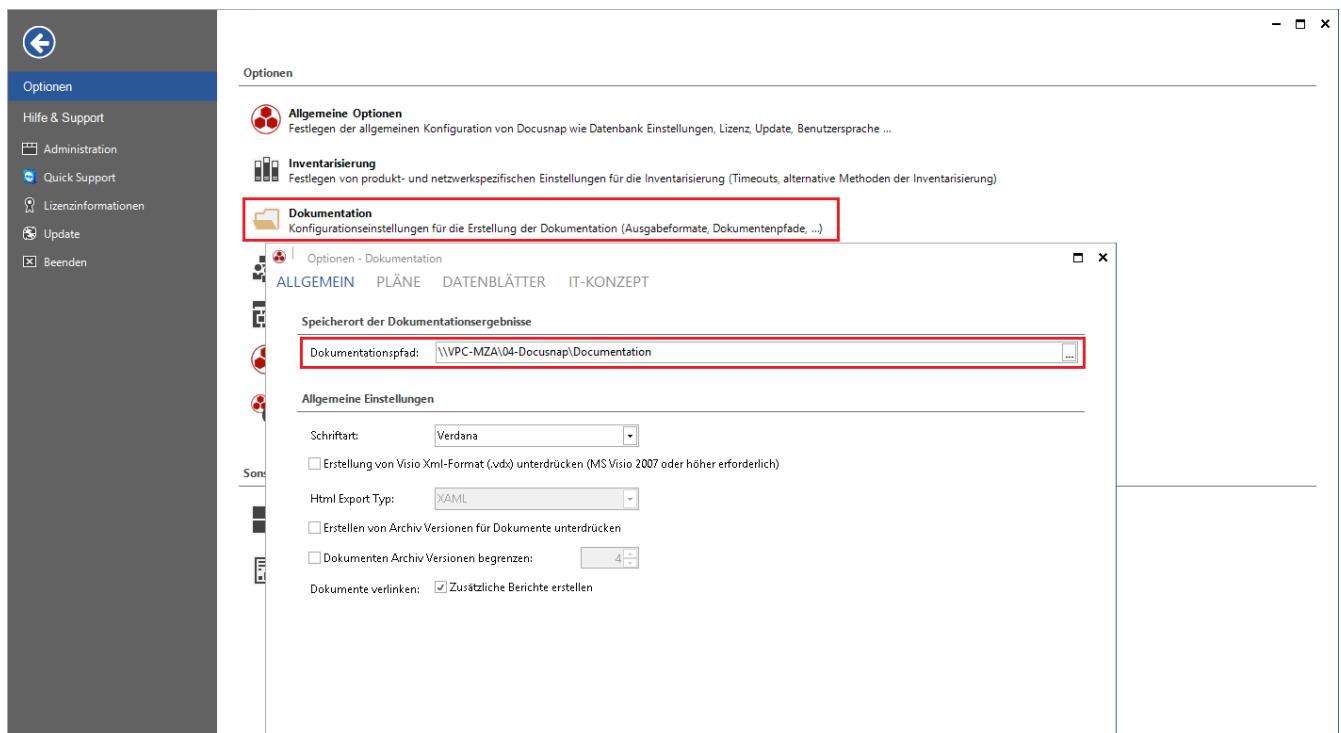 Optionen
Hilfe & Support
Administration
Quick Support
Lizenzinformationen
Update
Beenden
Optionen
Allgemeine Optionen
Festlegen der allgemeinen Konfiguration von Docusnap wie Datenbank Einstellungen, Lizenz, Update, Benutzersprache ...
Inventarisierung
Festlegen von produkt- und netzwerkspezifischen Einstellungen für die Inventarisierung (Timeouts, alternative Methoden der Inventarisierung)
Dokumentation
Konfigurationseinstellungen für die Erstellung der Dokumentation (Ausgabeformate, Dokumentenpfade, ...)
Sons
Optionen - Dokumentation
ALLGEMEIN PLÄNE DATENBLÄTTER IT-KONZEPT
Speicherort der Dokumentationsergebnisse
Dokumentationspfad: \\VPC-MZA\04-Docusnap\Documentation ...
Allgemeine Einstellungen
Schriftart: Verdana
Erstellung von Visio Xml-Format (.vdx) unterdrücken (MS Visio 2007 oder höher erforderlich)
Html Export Typ: XAML
Erstellen von Archiv Versionen für Dokumente unterdrücken
Dokumenten Archiv Versionen begrenzen: 4
Dokumente verlinken: Zusätzliche Berichte erstellen